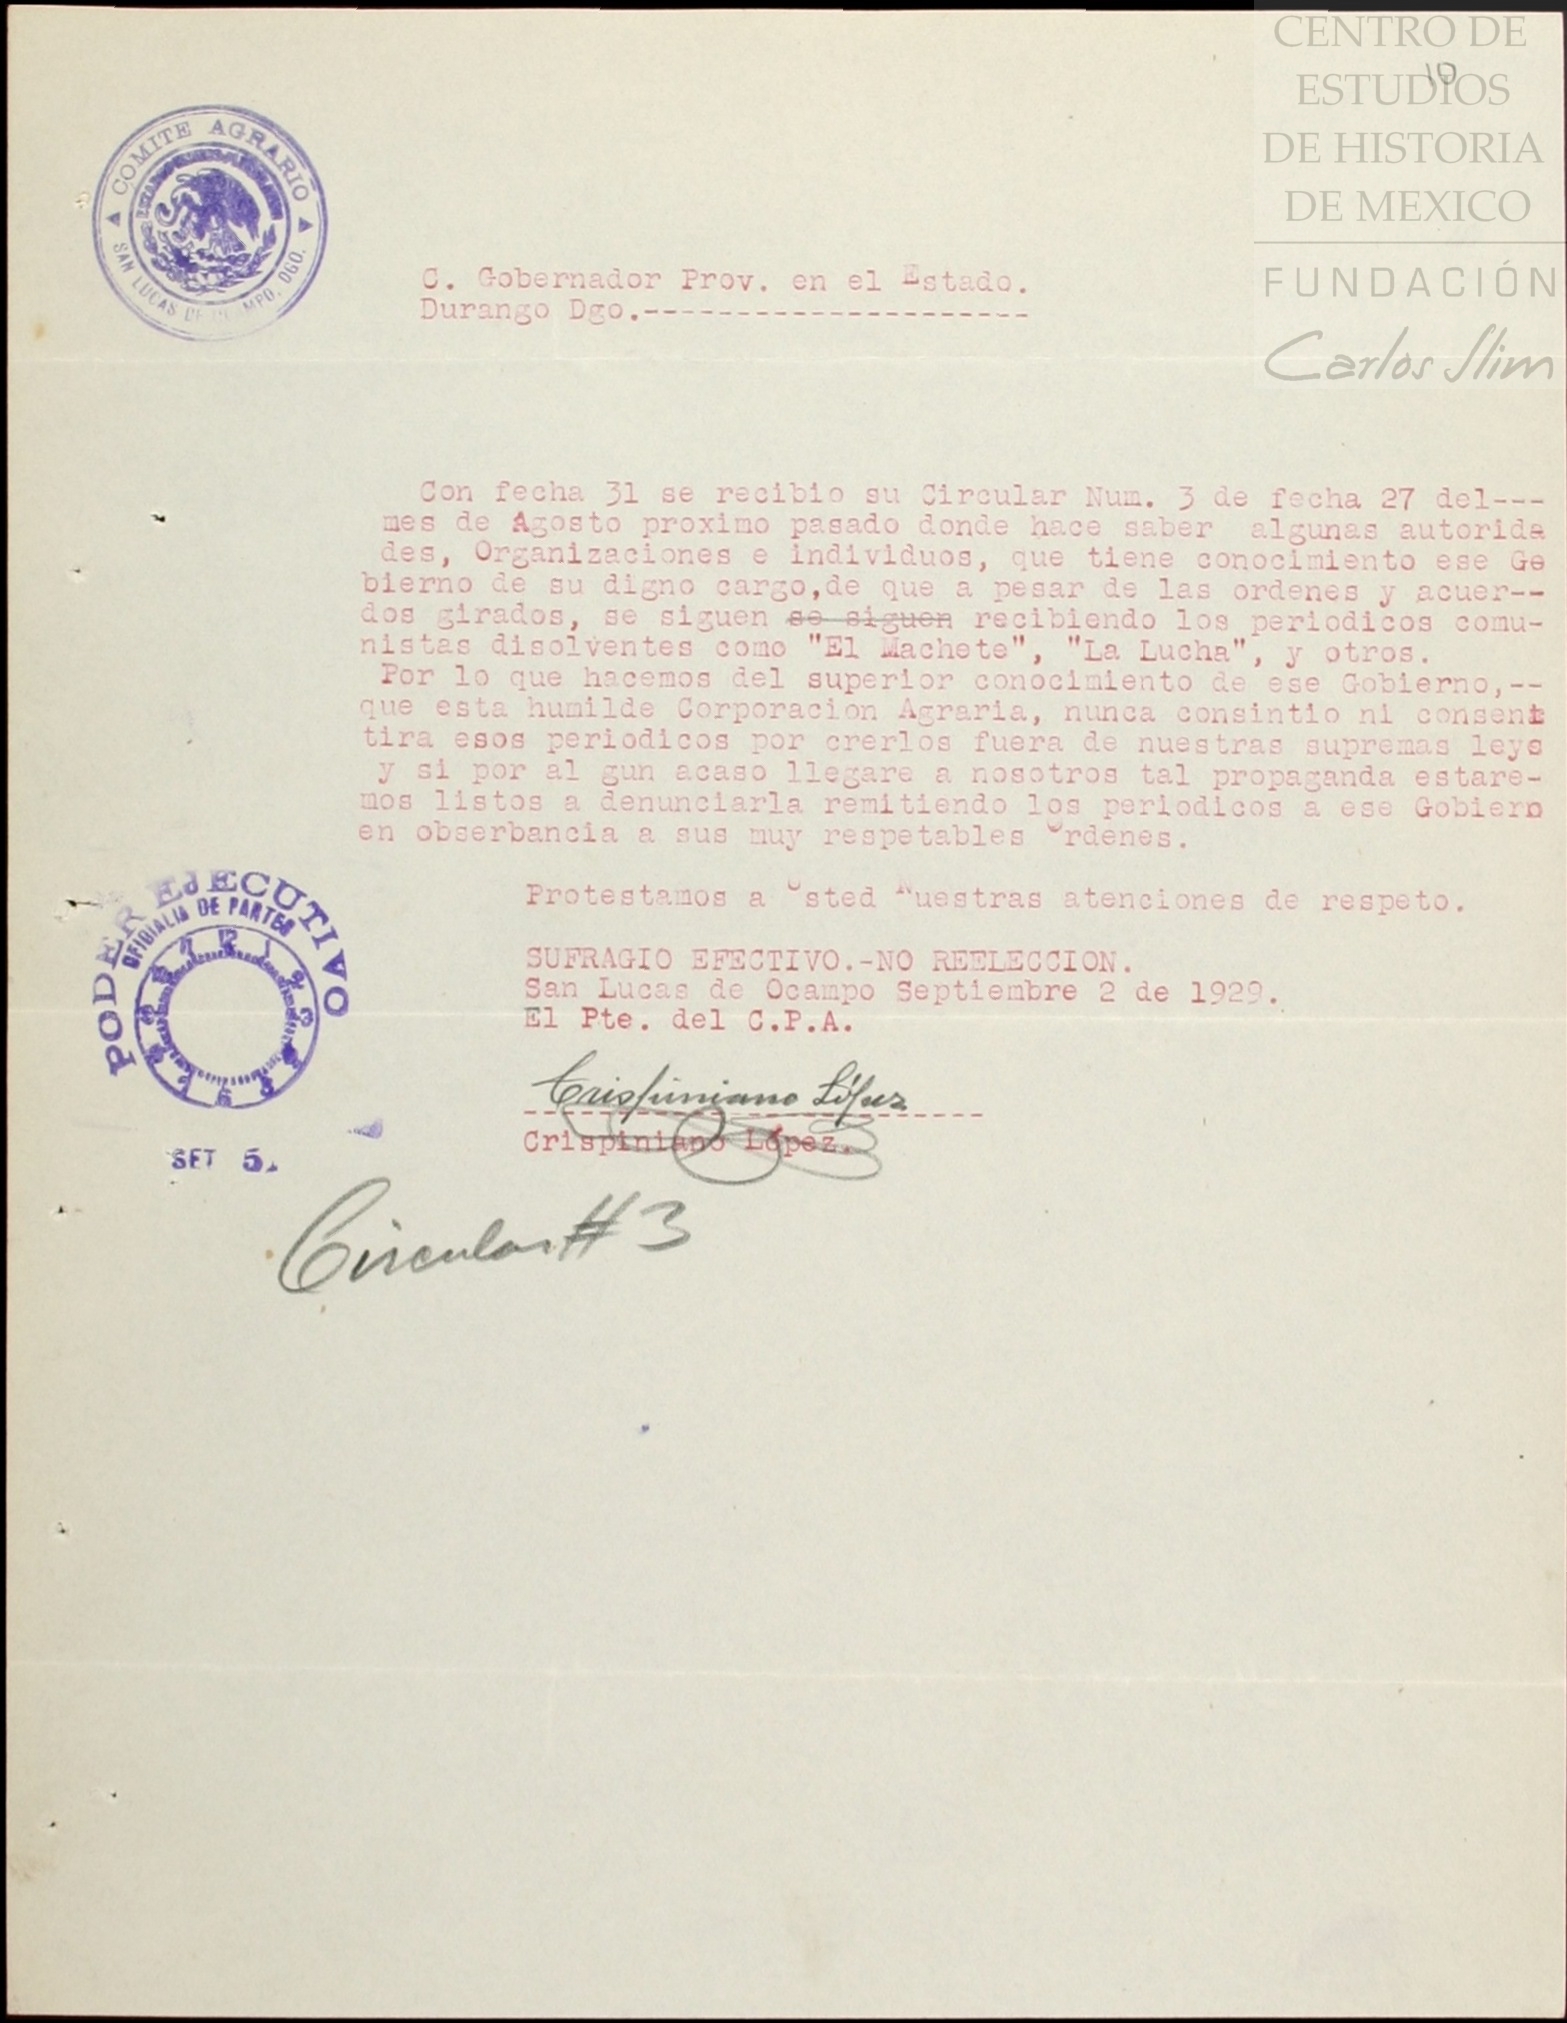 CENTRO DE
ESTUDIOS
DE HISTORIA
DE MEXICO
FUNDACIÓN
Carlos Slim
10
COMITE AGRARIO
SAN LUCAS DE MPO, DGO.
C. Gobernador Prov. en el Estado.
Durango Dgo.---------------------
Con fecha 31 se recibio su Circular Num. 3 de fecha 27 del---
mes de Agosto proximo pasado donde hace saber algunas autorida
des, Organizaciones e individuos, que tiene conocimiento ese Go
bierno de su digno cargo,de que a pesar de las ordenes y acuer--
dos girados, se siguen se siguen recibiendo los periodicos comu-
nistas disolventes como "El Machete", "La Lucha", y otros.
Por lo que hacemos del superior conocimiento de ese Gobierno,--
que esta humilde Corporacion Agraria, nunca consintio ni consent
tira esos periodicos por crerlos fuera de nuestras supremas leye
y si por al gun acaso llegare a nosotros tal propaganda estare-
mos listos a denunciarla remitiendo los periodicos a ese Gobiern
en obserbancia a sus muy respetables Ordenes.
Protestamos a Usted Nuestras atenciones de respeto.
SUFRAGIO EFECTIVO.-NO REELECCION.
San Lucas de Ocampo Septiembre 2 de 1929.
El Pte. del C.P.A.
Crispiniano López
Crispiniano López.
PODER EJECUTIVO
OFICIALIA DE PARTES
12 1 2 3
SET 5.
Circular # 3